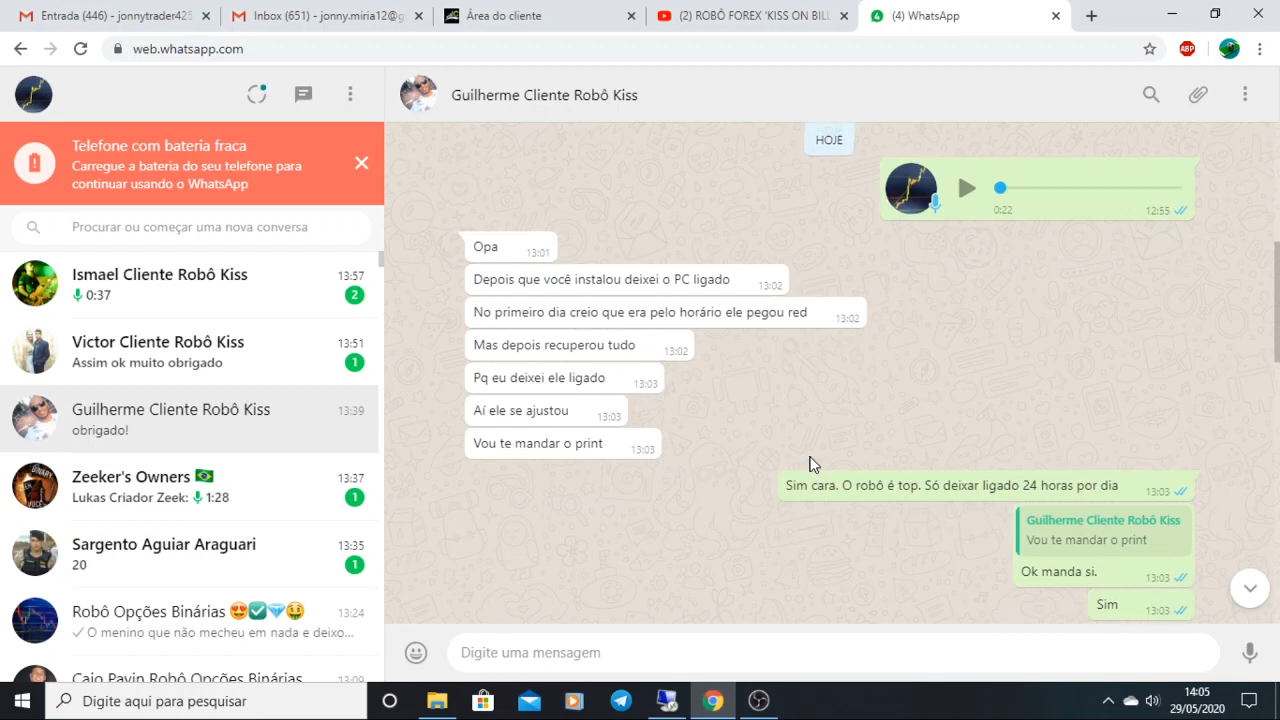 Entrada (446) - jonnytrader425
Inbox (651) - jonny.miria12@g
Área do cliente
(2) ROBÔ FOREX "KISS ON BILL
(4) WhatsApp
web.whatsapp.com
ABP
Guilherme Cliente Robô Kiss
Telefone com bateria fraca
Carregue a bateria do seu telefone para
continuar usando o WhatsApp
Procurar ou começar uma nova conversa
Ismael Cliente Robô Kiss
13:57
0:37
2
Victor Cliente Robô Kiss
13:51
Assim ok muito obrigado
1
Guilherme Cliente Robô Kiss
13:39
obrigado!
Zeeker's Owners 🇧🇷
13:37
Lukas Criador Zeek: 1:28
1
Sargento Aguiar Araguari
13:35
20
1
Robô Opções Binárias 😍✅💎🤑
13:24
O menino que não mecheu em nada e deixo...
Caio Pavin Robô Opções Binárias
13:09
HOJE
0:22
12:55
Opa
13:01
Depois que você instalou deixei o PC ligado
13:02
No primeiro dia creio que era pelo horário ele pegou red
13:02
Mas depois recuperou tudo
13:02
Pq eu deixei ele ligado
13:03
Aí ele se ajustou
13:03
Vou te mandar o print
13:03
Sim cara. O robô é top. Só deixar ligado 24 horas por dia
13:03
Guilherme Cliente Robô Kiss
Vou te mandar o print
Ok manda si.
13:03
Sim
13:03
Digite uma mensagem
Digite aqui para pesquisar
14:05
29/05/2020